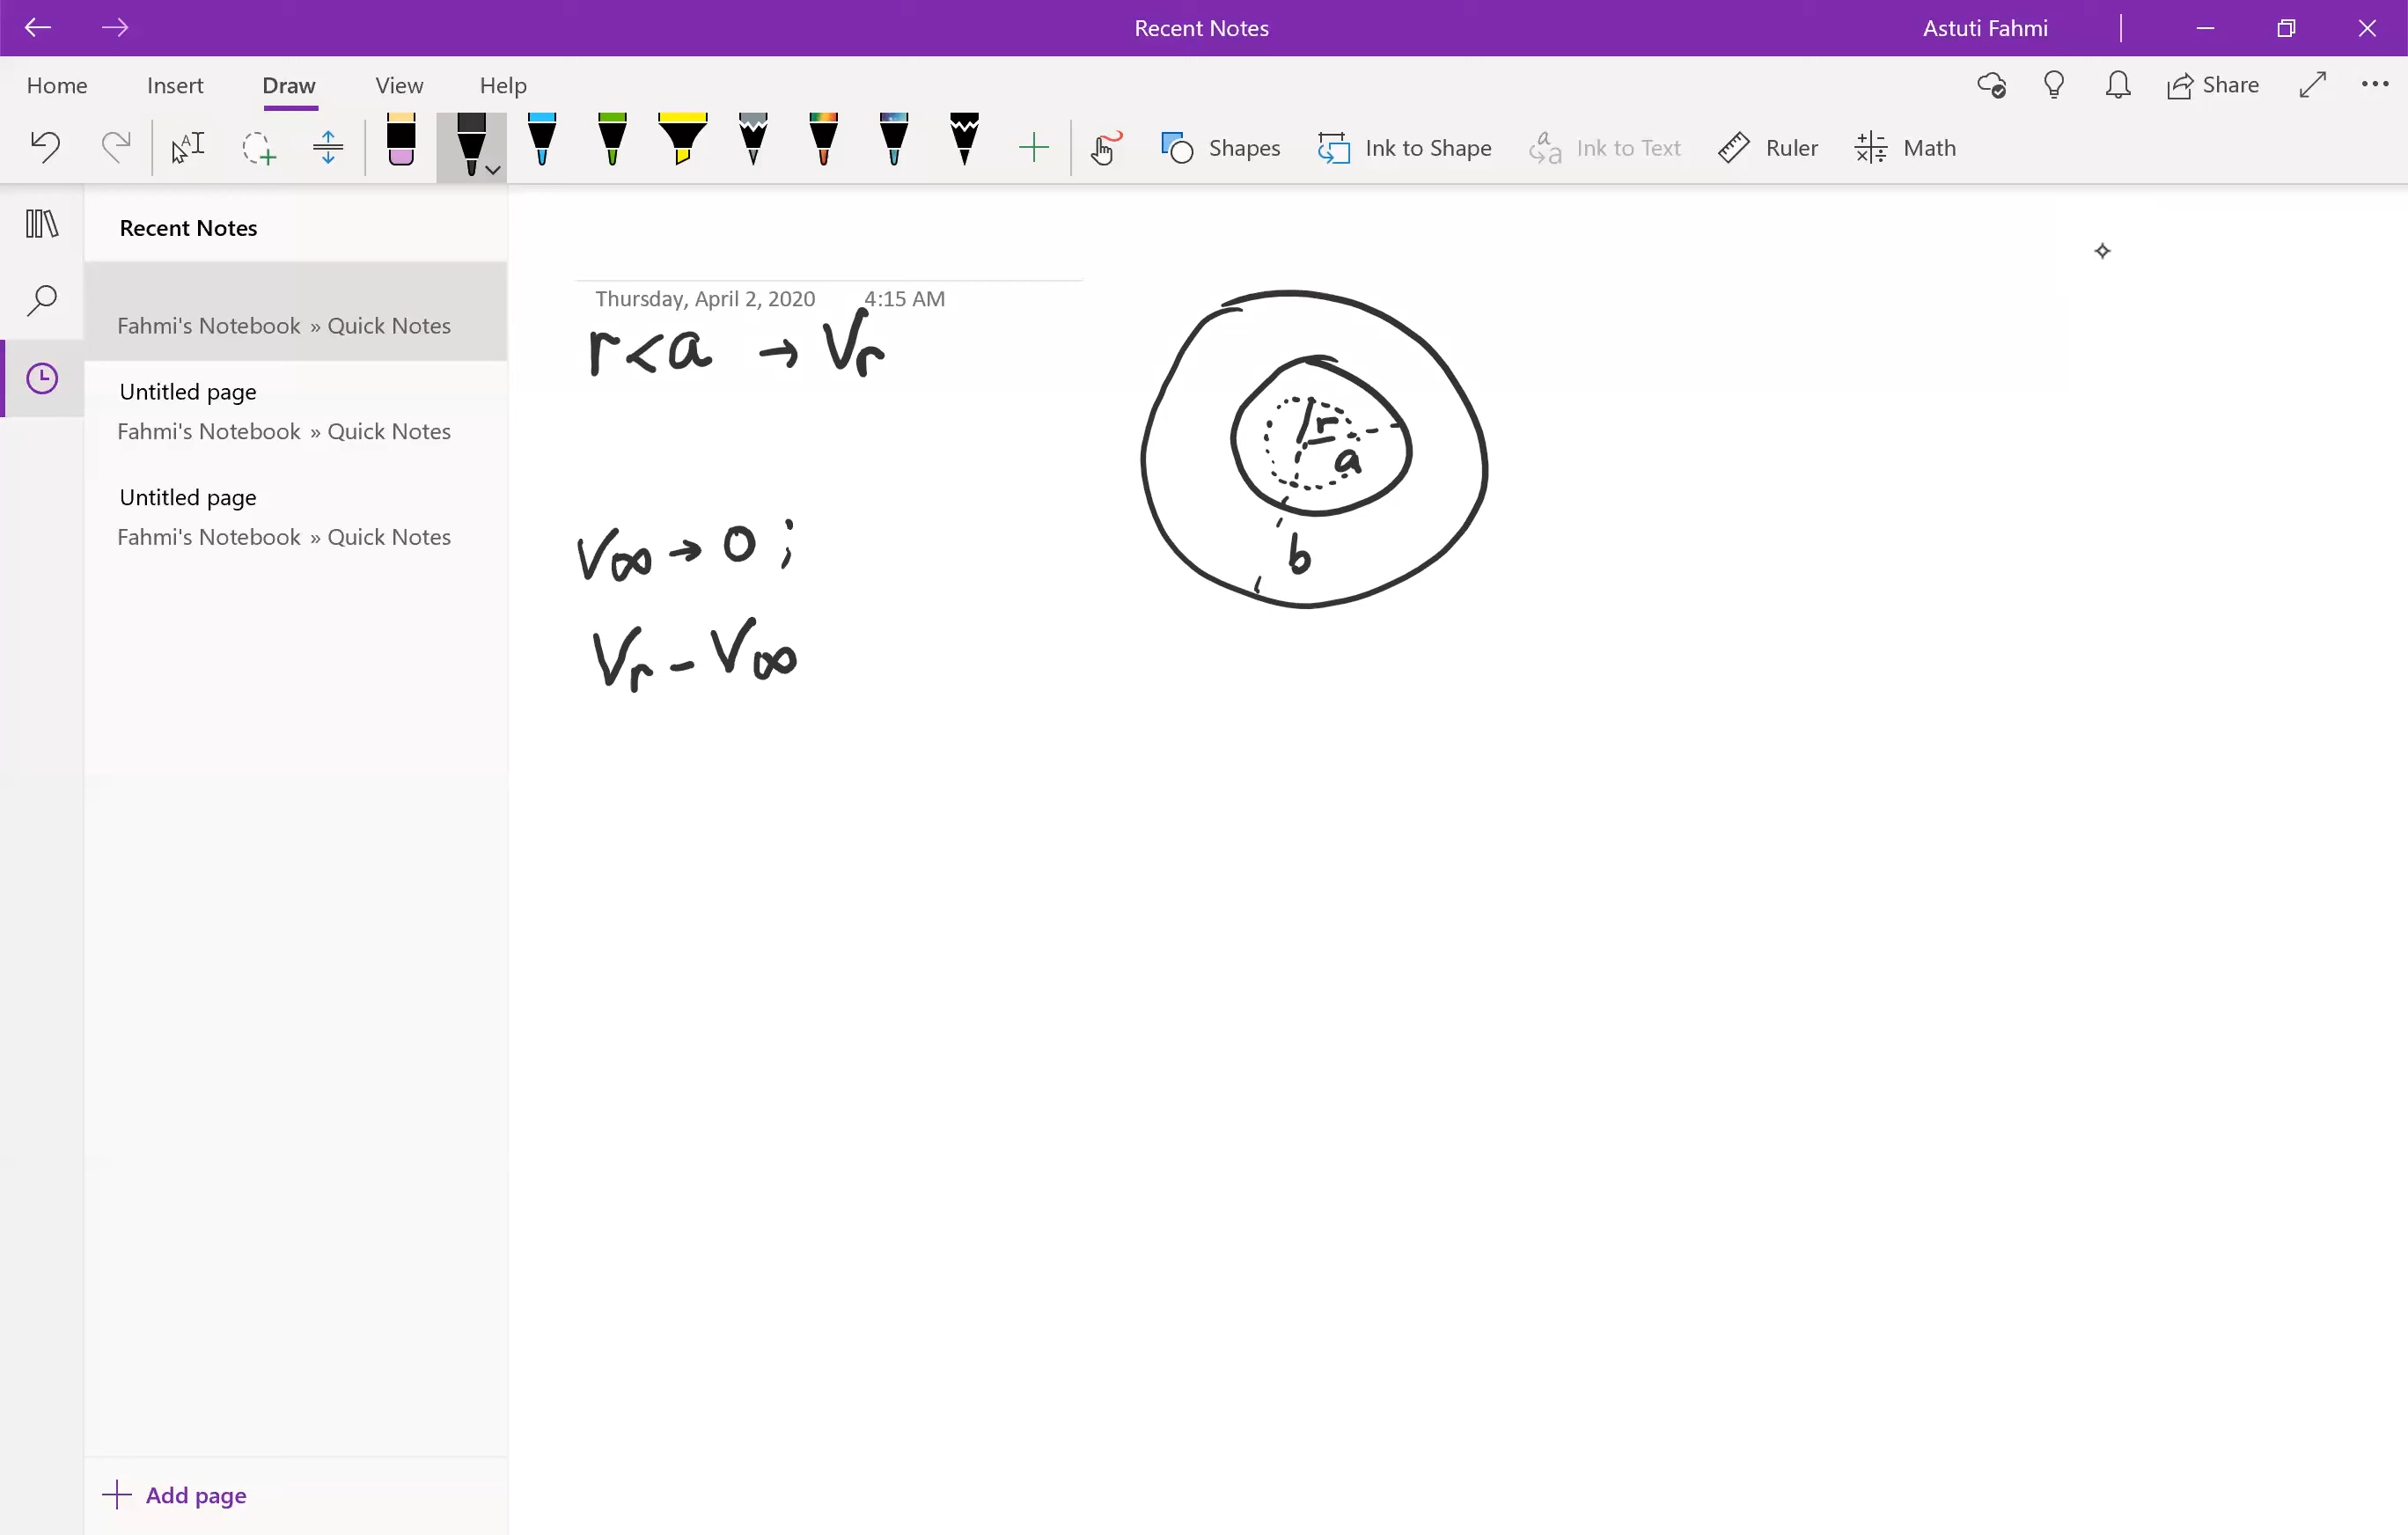 Recent Notes
Astuti Fahmi
Home Insert Draw View Help
Share
Shapes Ink to Shape Ink to Text Ruler Math
Recent Notes
Fahmi's Notebook » Quick Notes
Untitled page
Fahmi's Notebook » Quick Notes
Untitled page
Fahmi's Notebook » Quick Notes
Add page
Thursday, April 2, 2020 4:15 AM
r < a → Vr
V∞ → 0 ;
Vr - V∞
r
a
b